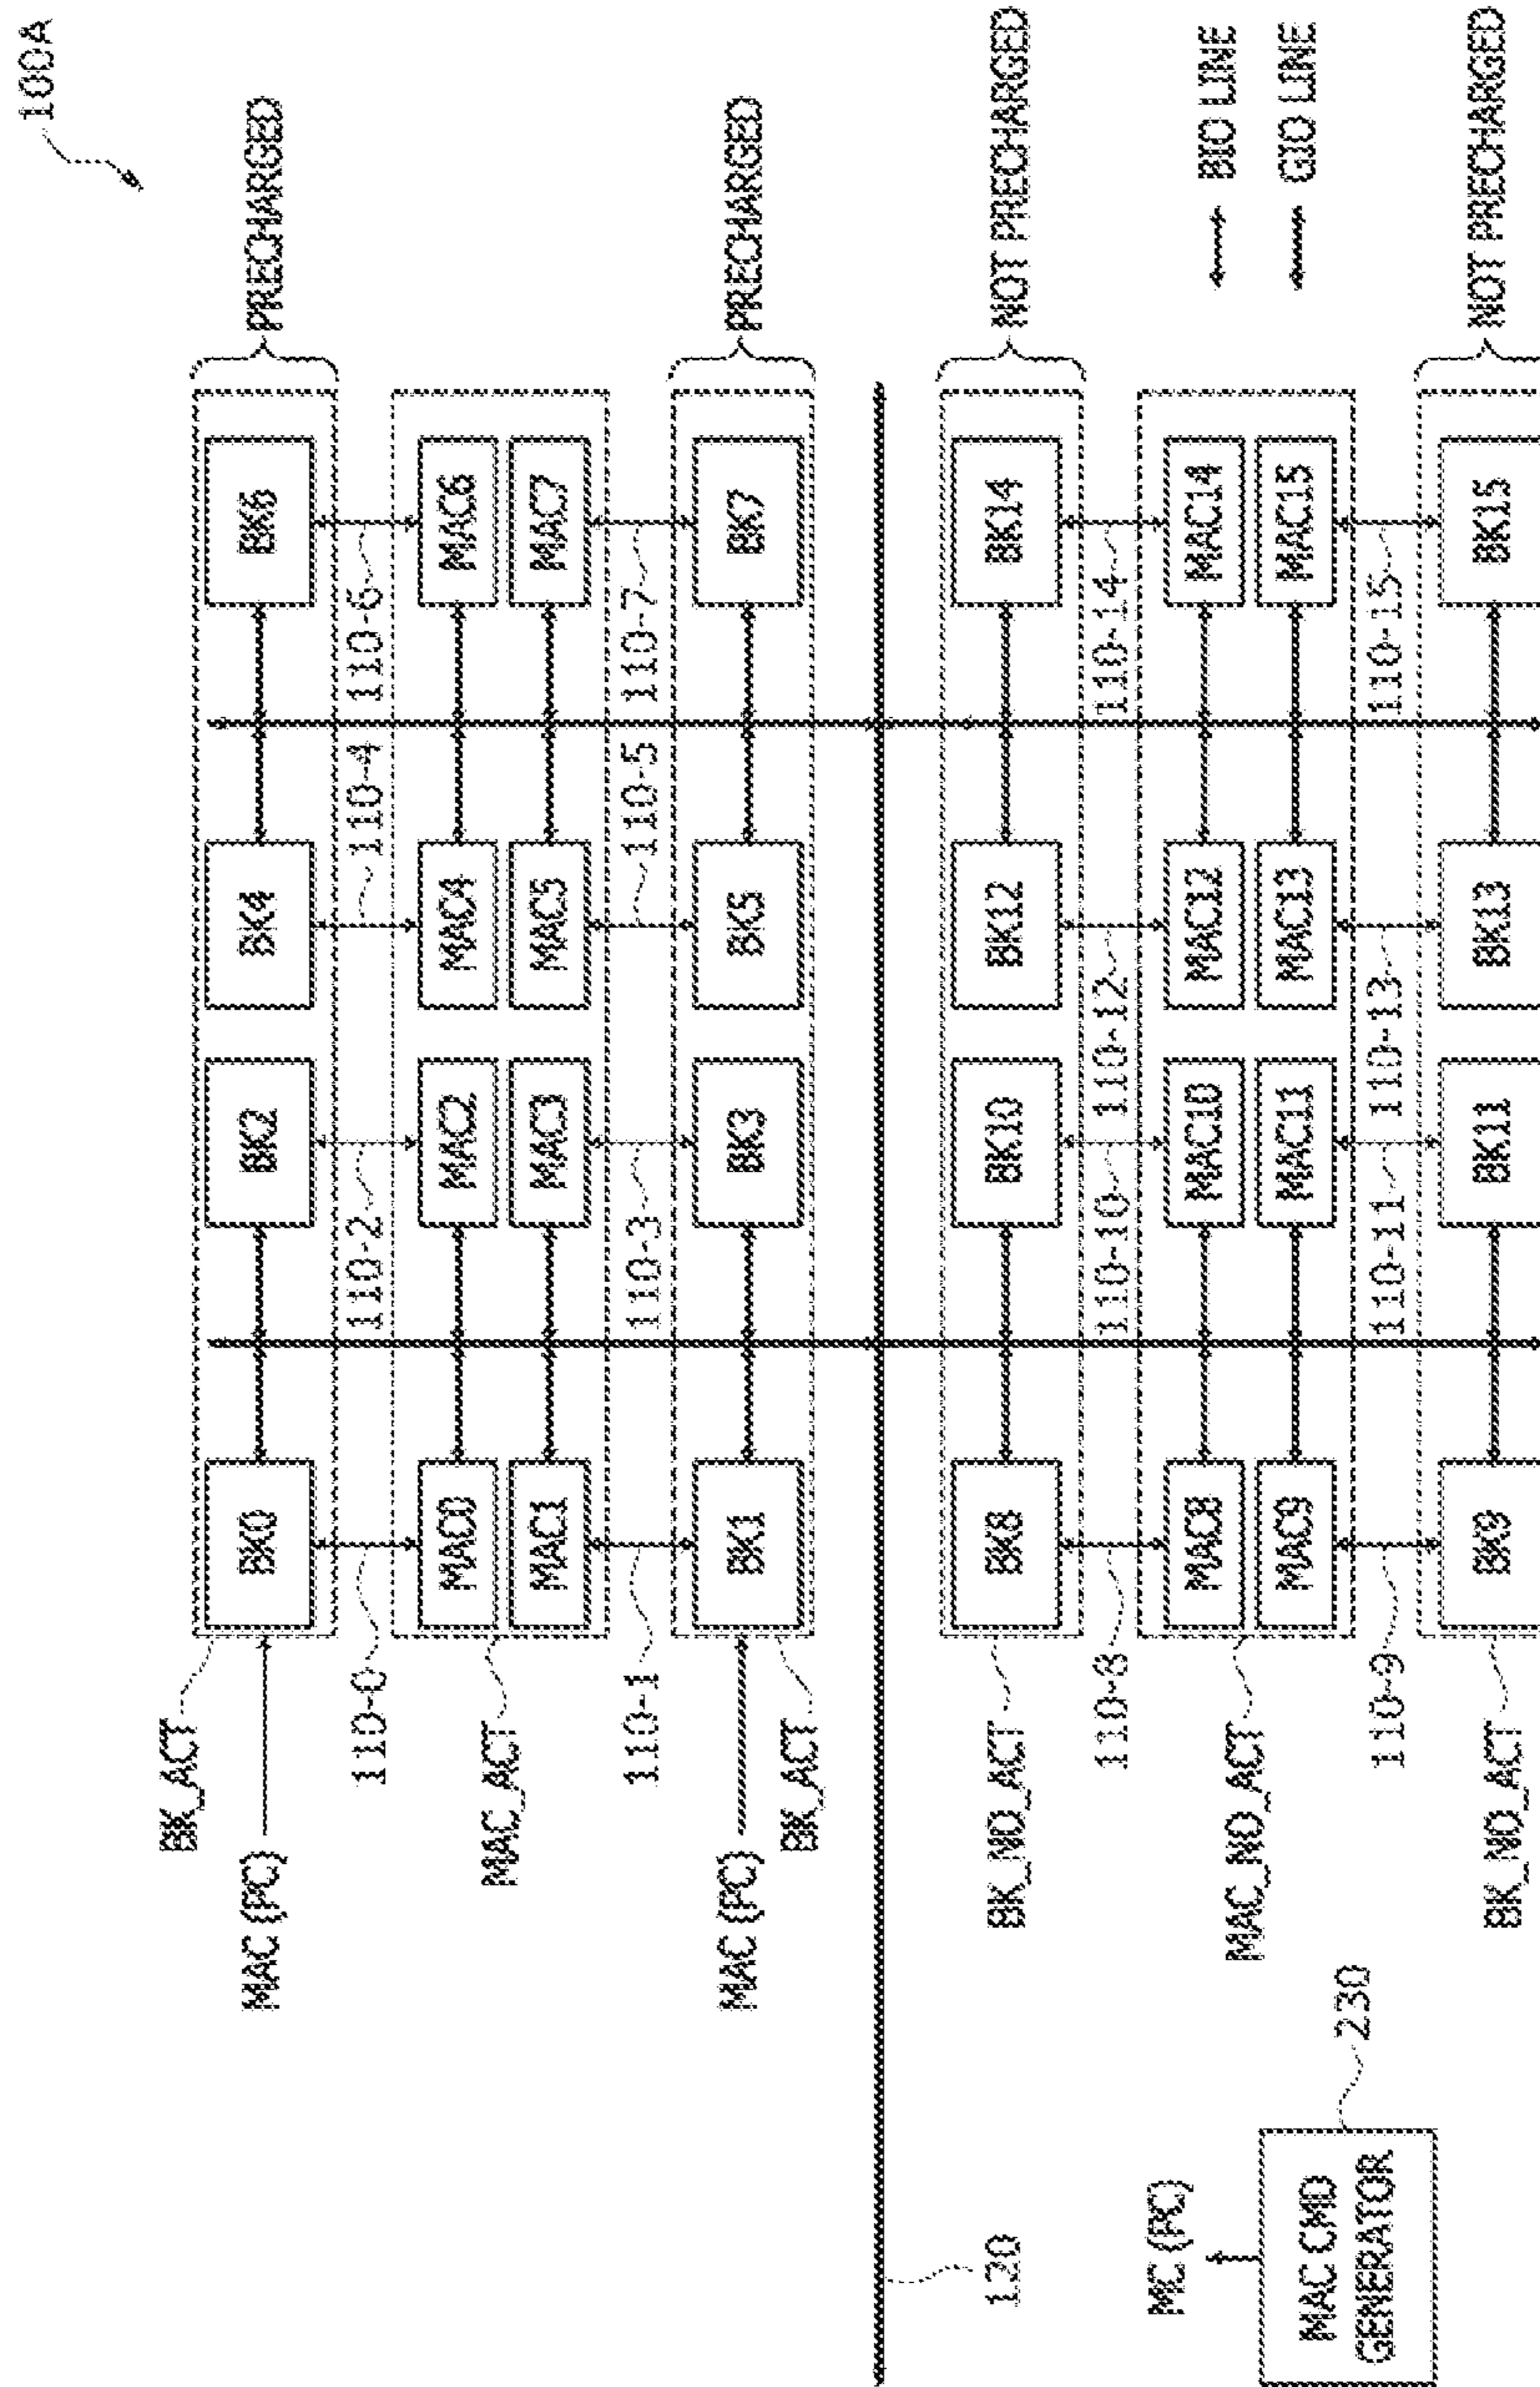 100A
BK_ACT
MAC (PC)
BK0
BK2
BK4
BK6
PRECHARGED
110-0
110-2
110-4
110-6
MAC_ACT
MAC0
MAC2
MAC4
MAC6
MAC1
MAC3
MAC5
MAC7
110-1
110-3
110-5
110-7
MAC (PC)
BK1
BK3
BK5
BK7
PRECHARGED
BK_ACT
120
BK_NO_ACT
BK8
BK10
BK12
BK14
NOT PRECHARGED
110-8
110-10
110-12
110-14
MC (PC)
MAC_NO_ACT
MAC8
MAC10
MAC12
MAC14
BIO LINE
MAC9
MAC11
MAC13
MAC15
GIO LINE
MAC CMD
GENERATOR
230
110-9
110-11
110-13
110-15
BK_NO_ACT
BK9
BK11
BK13
BK15
NOT PRECHARGED